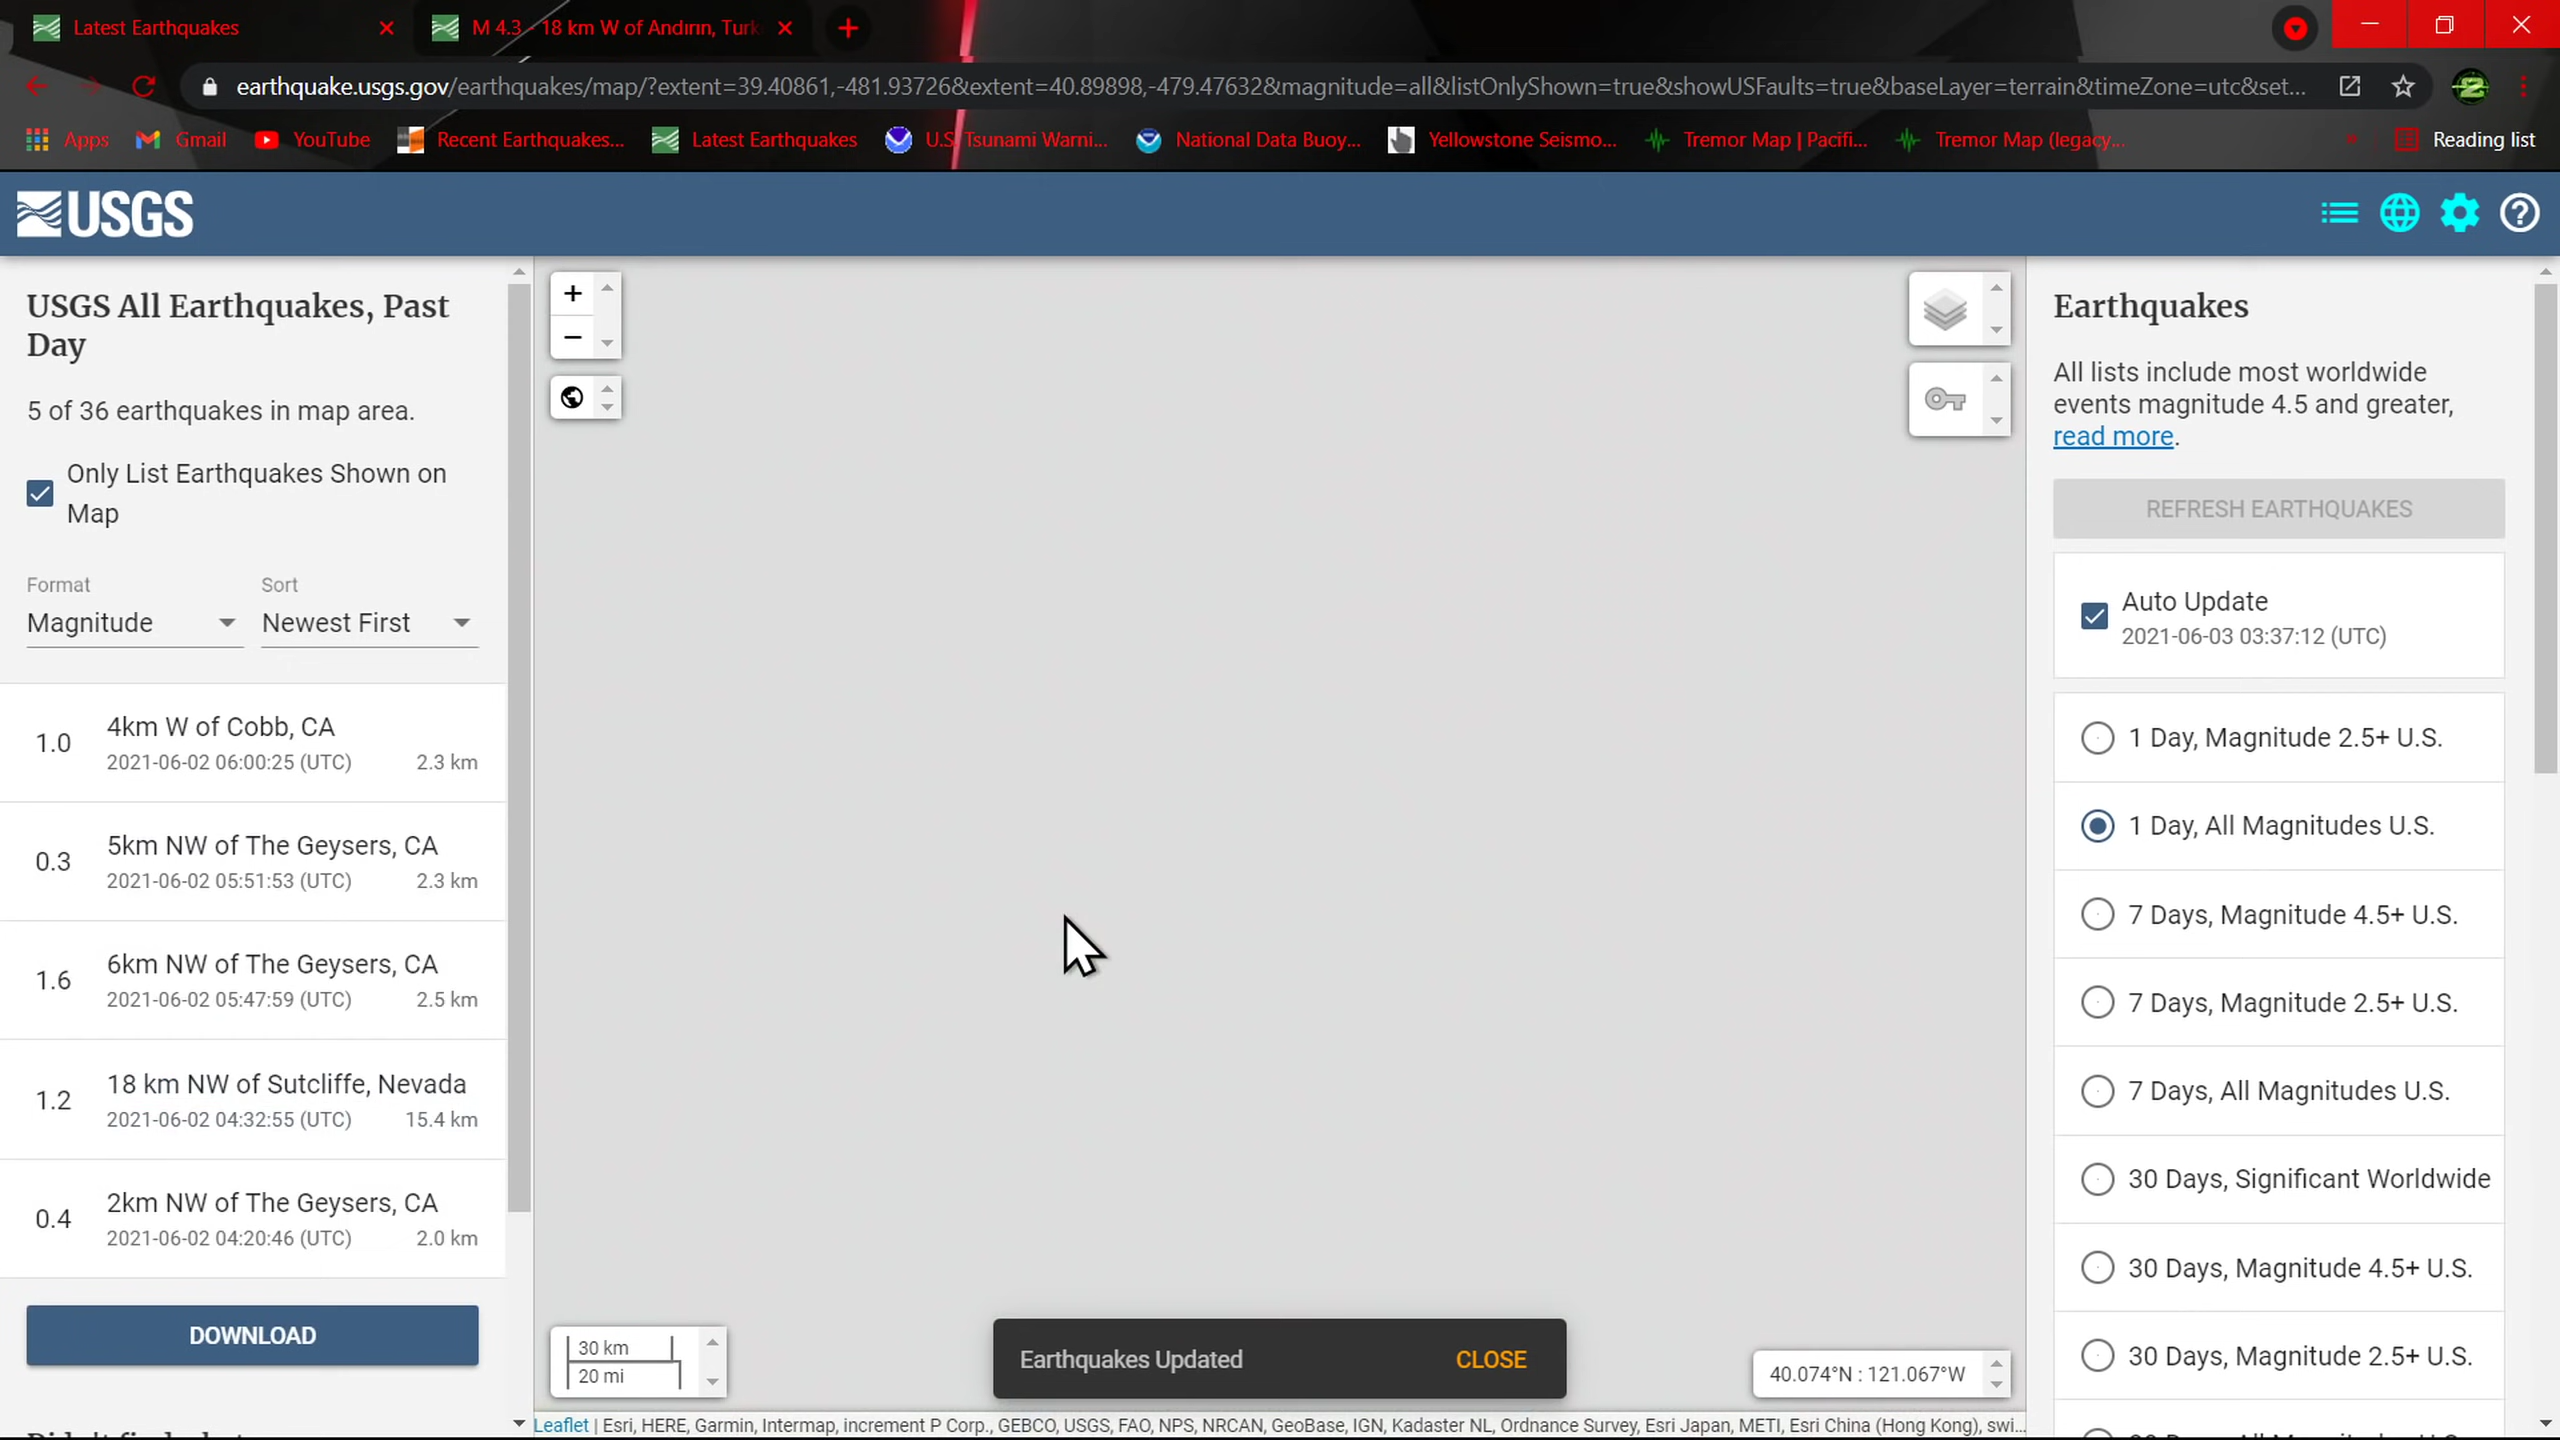 Latest Earthquakes
M 4.3 - 18 km W of Andırın, Turk
earthquake.usgs.gov/earthquakes/map/?extent=39.40861,-481.93726&extent=40.89898,-479.47632&magnitude=all&listOnlyShown=true&showUSFaults=true&baseLayer=terrain&timeZone=utc&set...
Apps
Gmail
YouTube
Recent Earthquakes...
Latest Earthquakes
U.S. Tsunami Warni...
National Data Buoy...
Yellowstone Seismo...
Tremor Map | Pacifi...
Tremor Map (legacy...
Reading list
USGS
USGS All Earthquakes, Past
Day
5 of 36 earthquakes in map area.
Only List Earthquakes Shown on
Map
Format
Sort
Magnitude
Newest First
1.0
4km W of Cobb, CA
2021-06-02 06:00:25 (UTC)
2.3 km
0.3
5km NW of The Geysers, CA
2021-06-02 05:51:53 (UTC)
2.3 km
1.6
6km NW of The Geysers, CA
2021-06-02 05:47:59 (UTC)
2.5 km
1.2
18 km NW of Sutcliffe, Nevada
2021-06-02 04:32:55 (UTC)
15.4 km
0.4
2km NW of The Geysers, CA
2021-06-02 04:20:46 (UTC)
2.0 km
DOWNLOAD
+
−
30 km
20 mi
Earthquakes Updated
CLOSE
40.074°N : 121.067°W
Leaflet | Esri, HERE, Garmin, Intermap, increment P Corp., GEBCO, USGS, FAO, NPS, NRCAN, GeoBase, IGN, Kadaster NL, Ordnance Survey, Esri Japan, METI, Esri China (Hong Kong), swi...
Earthquakes
All lists include most worldwide
events magnitude 4.5 and greater,
read more.
REFRESH EARTHQUAKES
Auto Update
2021-06-03 03:37:12 (UTC)
1 Day, Magnitude 2.5+ U.S.
1 Day, All Magnitudes U.S.
7 Days, Magnitude 4.5+ U.S.
7 Days, Magnitude 2.5+ U.S.
7 Days, All Magnitudes U.S.
30 Days, Significant Worldwide
30 Days, Magnitude 4.5+ U.S.
30 Days, Magnitude 2.5+ U.S.